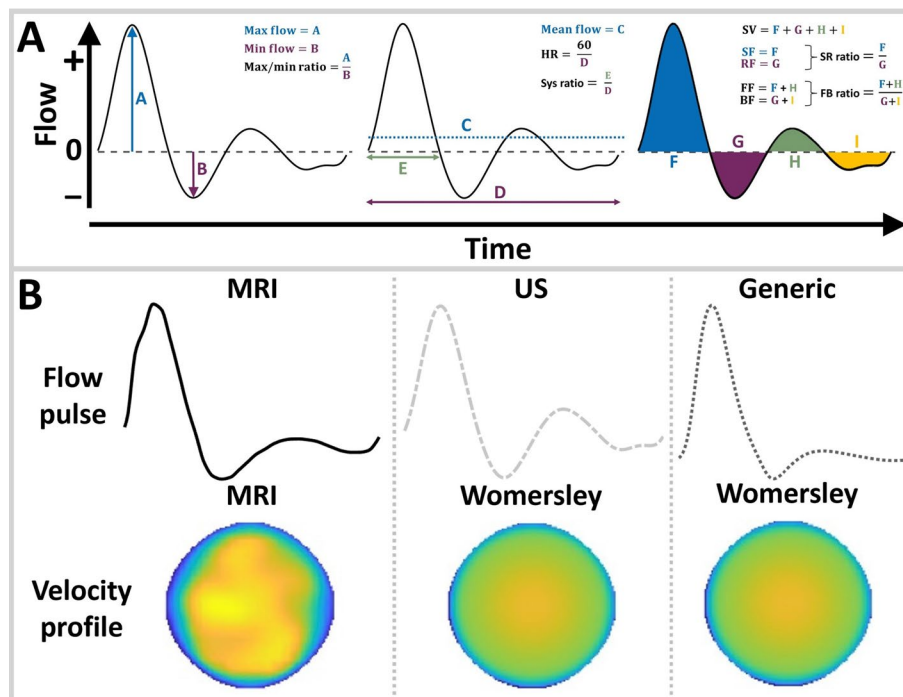 A
Flow
+
0
−
Time
A
B
Max flow = A
Min flow = B
Max/min ratio = A/B
C
E
D
Mean flow = C
HR = 60/D
Sys ratio = E/D
F
G
H
I
SV = F + G + H + I
SF = F
RF = G
SR ratio = F/G
FF = F + H
BF = G + I
FB ratio = F+H/G+I
B
MRI
US
Generic
Flow
pulse
MRI
Womersley
Womersley
Velocity
profile